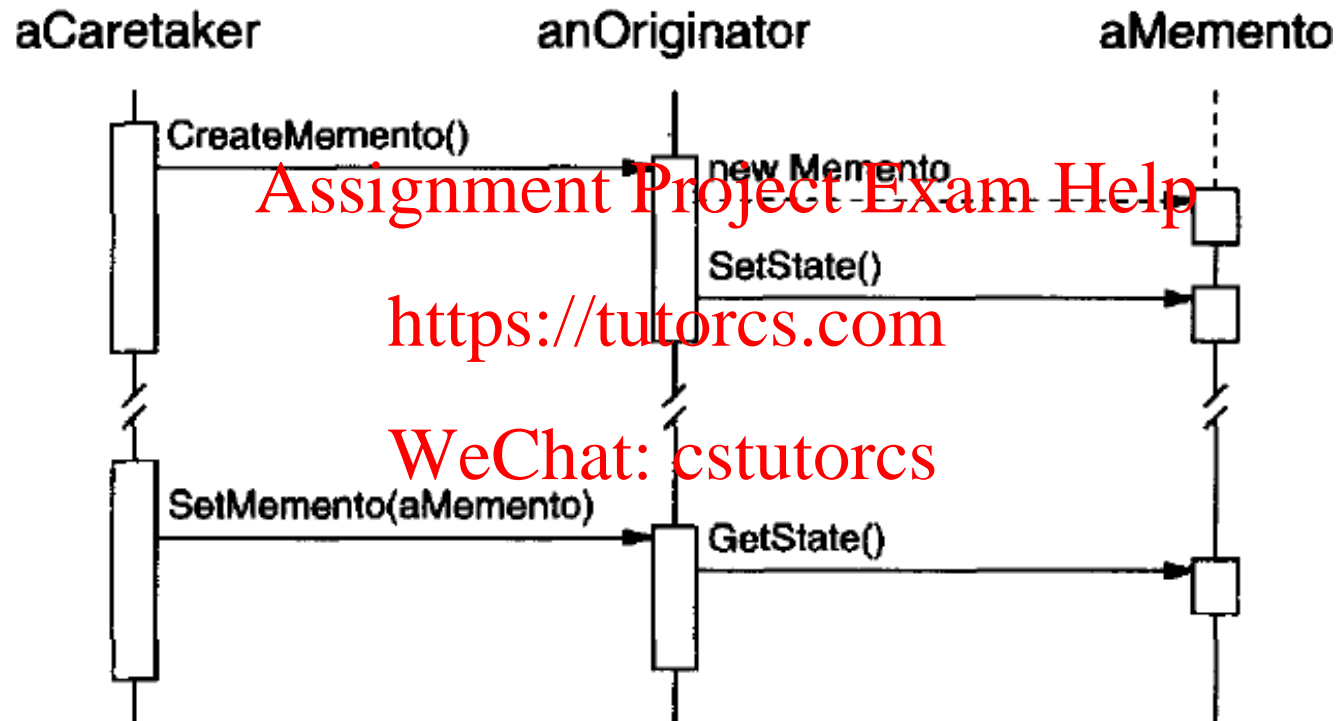 aCaretaker anOriginator aMemento
CreateMemento()
new Memento
Assignment Project Exam Help
SetState()
https://tutorcs.com
WeChat: cstutorcs
SetMemento(aMemento)
GetState()